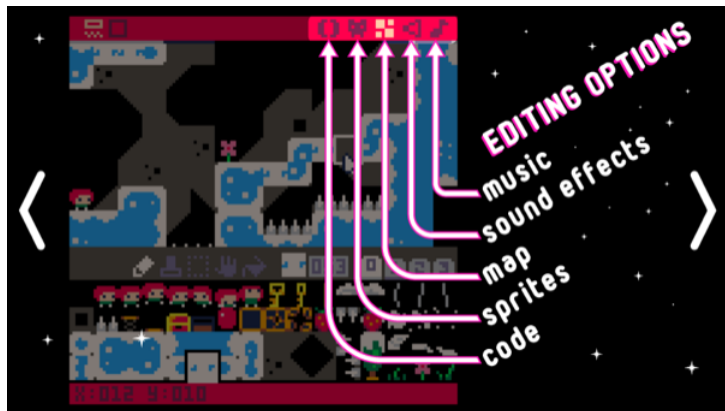 EDITING OPTIONS
music
sound effects
map
sprites
code
X:012 Y:010